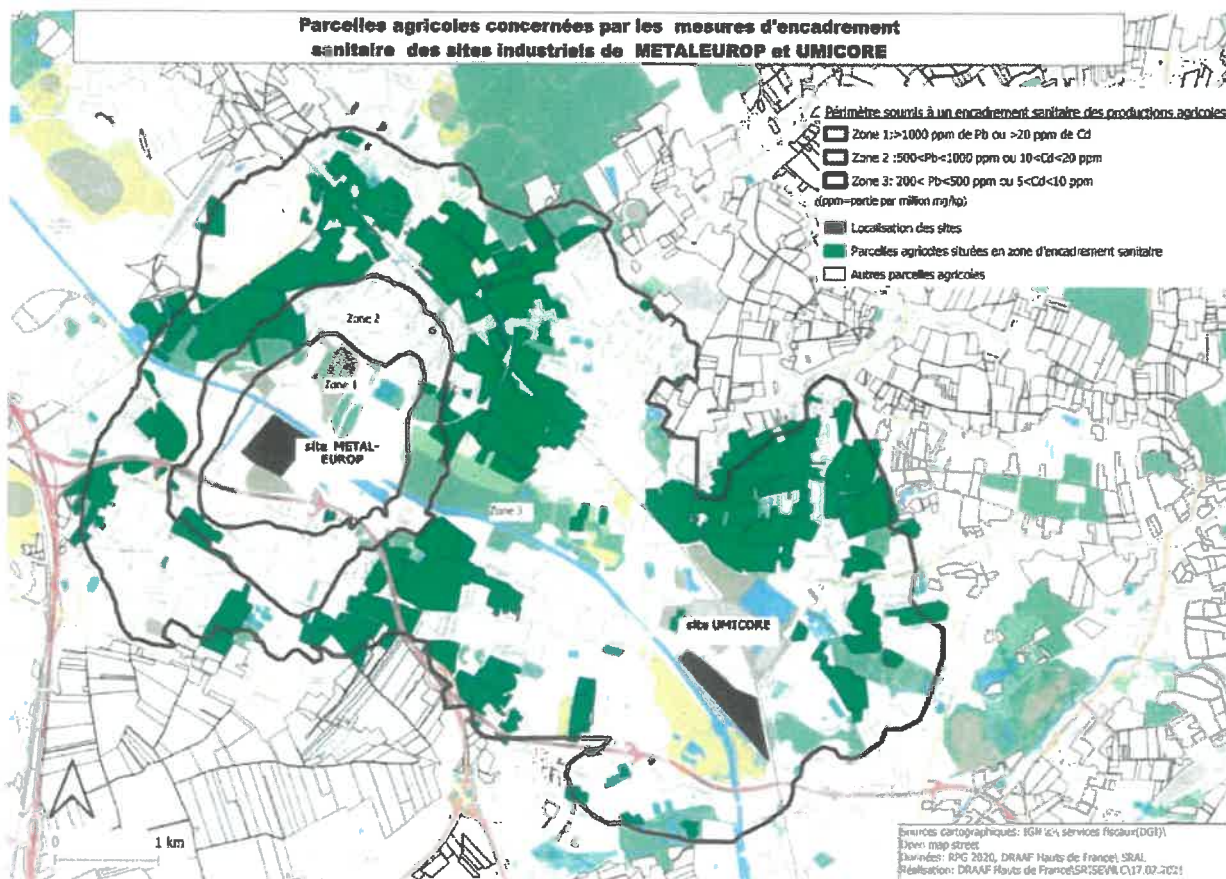 Parcelles agricoles concernées par les mesures d'encadrement
sanitaire des sites industriels de METALEUROP et UMICORE
Périmètre soumis à un encadrement sanitaire des productions agricoles
Zone 1:>1000 ppm de Pb ou >20 ppm de Cd
Zone 2 :500<Pb<1000 ppm ou 10<Cd<20 ppm
Zone 3: 200< Pb<500 ppm ou 5<Cd<10 ppm
(ppm=partie par million mg/kg)
Localisation des sites
Parcelles agricoles situées en zone d'encadrement sanitaire
Autres parcelles agricoles
Zone 2
Zone 1
site METAL-
EUROP
Zone 3
site UMICORE
0 1 km
Sources cartographiques: IGN services fiscaux(DGI)\
Open map street
Données: RPG 2020, DRAAF Hauts de France\ SRAL
Réalisation: DRAAF Hauts de France\SRISE\